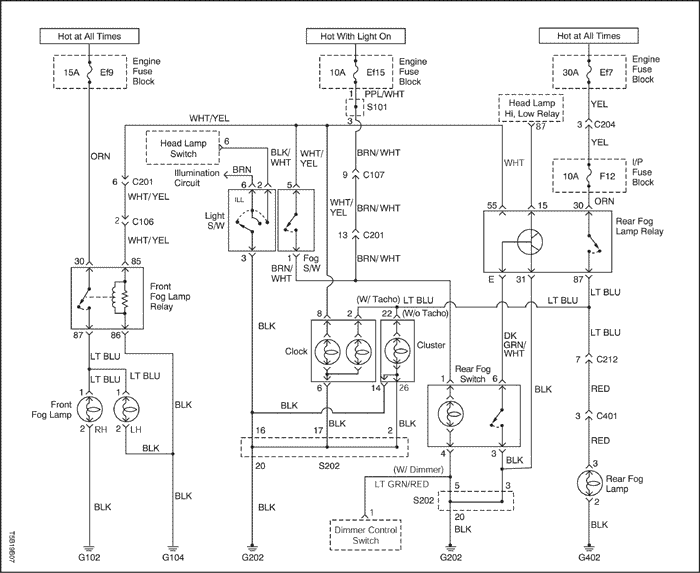 Hot at All Times
Hot With Light On
Hot at All Times
15A
Ef9
Engine
Fuse
Block
10A
Ef15
Engine
Fuse
Block
30A
Ef7
Engine
Fuse
Block
1
PPL/WHT
S101
3
Head Lamp
Hi, Low Relay
87
YEL
3
C204
YEL
WHT/YEL
Head Lamp
Switch
6
BLK/
WHT
WHT/
YEL
BRN/WHT
WHT
I/P
Fuse
Block
10A
F12
ORN
ORN
Illumination
Circuit
BRN
9
C107
6
C201
WHT/YEL
6
2
5
WHT/
YEL
BRN/WHT
55
15
30
ILL
Light
S/W
2
C106
WHT/YEL
13
C201
BRN/WHT
Rear Fog
Lamp Relay
3
1
Fog
S/W
BRN/
WHT
30
85
Front
Fog Lamp
Relay
E
31
87
LT BLU
(W/ Tacho)
LT BLU
LT BLU
8
2
22
(W/o Tacho)
BLK
87
86
LT BLU
Clock
Cluster
DK
GRN/
WHT
LT BLU
7
C212
LT BLU
6
14
26
Rear Fog
Switch
1
6
BLK
RED
1
1
Front
Fog Lamp
2
RH
2
LH
BLK
BLK
BLK
3
C401
16
17
2
RED
BLK
S202
20
4
3
BLK
(W/ Dimmer)
LT GRN/RED
5
3
S202
20
3
Rear Fog
Lamp
2
BLK
BLK
BLK
1
Dimmer Control
Switch
BLK
BLK
G102
G104
G202
G202
G402
T5B19B07